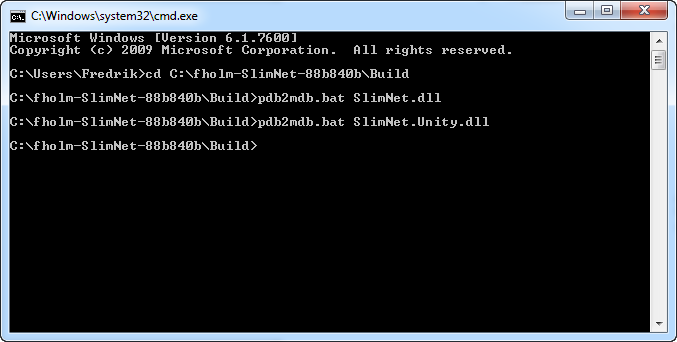 C:\Windows\system32\cmd.exe
Microsoft Windows [Version 6.1.7600]
Copyright (c) 2009 Microsoft Corporation.  All rights reserved.
C:\Users\Fredrik>cd C:\fholm-SlimNet-88b840b\Build
C:\fholm-SlimNet-88b840b\Build>pdb2mdb.bat SlimNet.dll
C:\fholm-SlimNet-88b840b\Build>pdb2mdb.bat SlimNet.Unity.dll
C:\fholm-SlimNet-88b840b\Build>